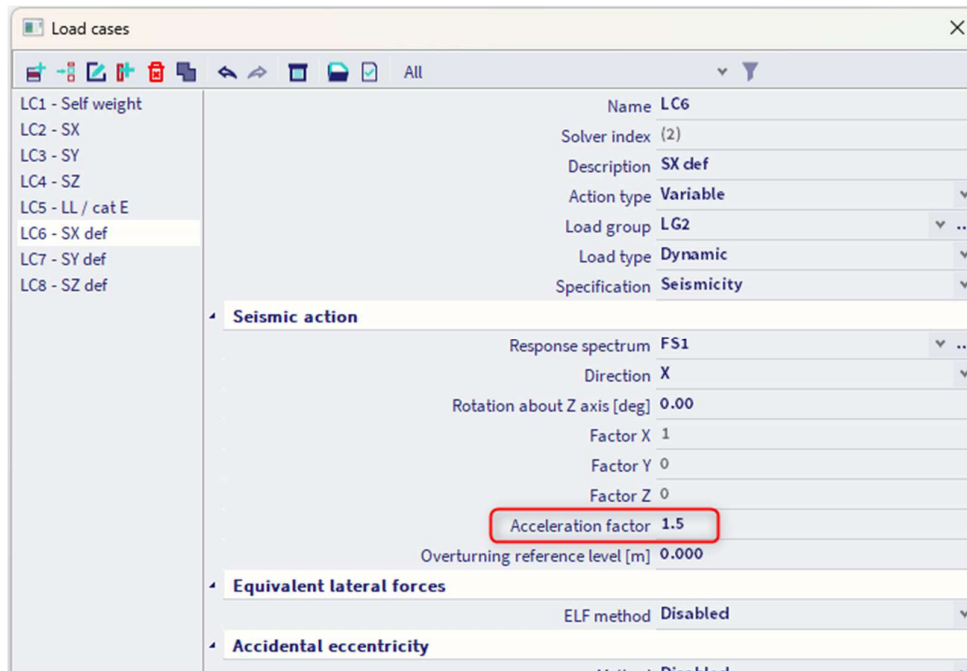 Load cases
All
LC1 - Self weight
LC2 - SX
LC3 - SY
LC4 - SZ
LC5 - LL / cat E
LC6 - SX def
LC7 - SY def
LC8 - SZ def
Name LC6
Solver index (2)
Description SX def
Action type Variable
Load group LG2
Load type Dynamic
Specification Seismicity
Seismic action
Response spectrum FS1
Direction X
Rotation about Z axis [deg] 0.00
Factor X 1
Factor Y 0
Factor Z 0
Acceleration factor 1.5
Overturning reference level [m] 0.000
Equivalent lateral forces
ELF method Disabled
Accidental eccentricity